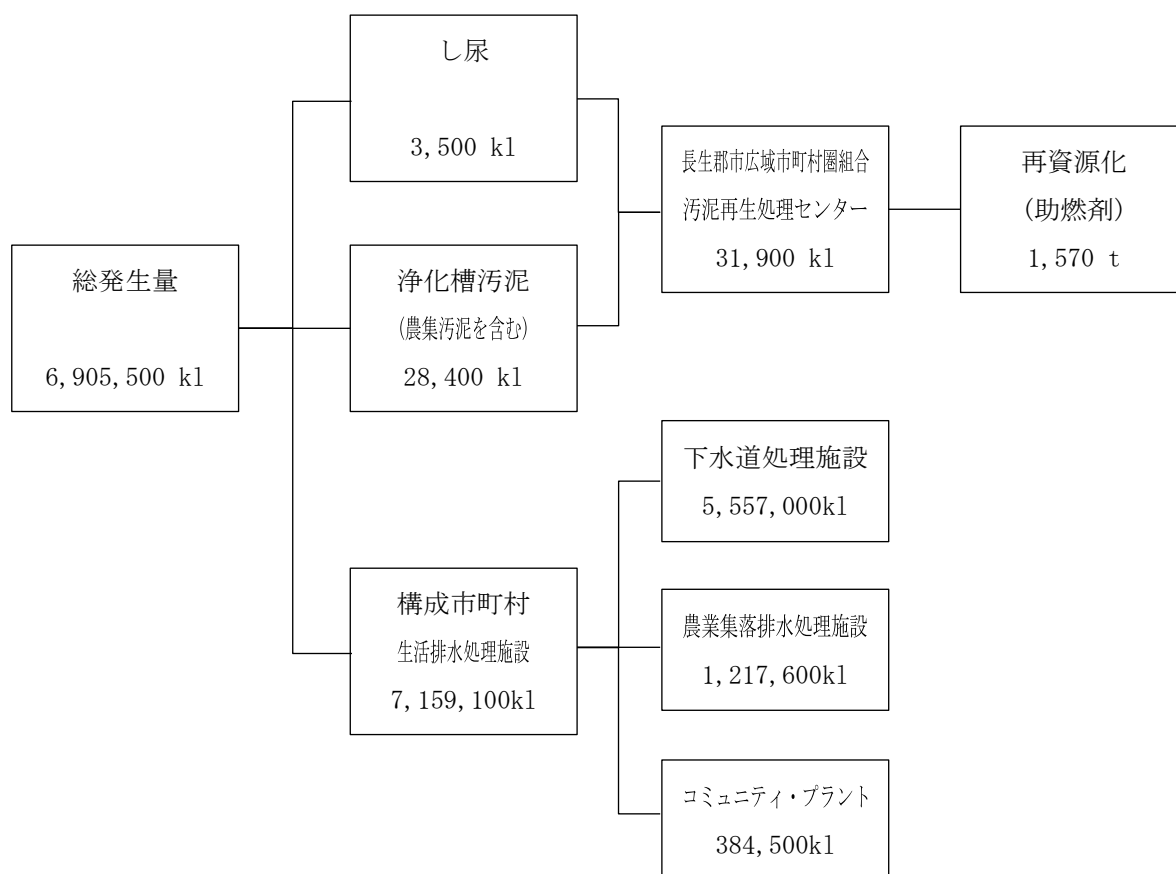 し尿
3,500 kl
長生郡市広域市町村圏組合
汚泥再生処理センター
31,900 kl
再資源化
(助燃剤)
1,570 t
総発生量
6,905,500 kl
浄化槽汚泥
(農集汚泥を含む)
28,400 kl
下水道処理施設
5,557,000kl
構成市町村
生活排水処理施設
7,159,100kl
農業集落排水処理施設
1,217,600kl
コミュニティ・プラント
384,500kl